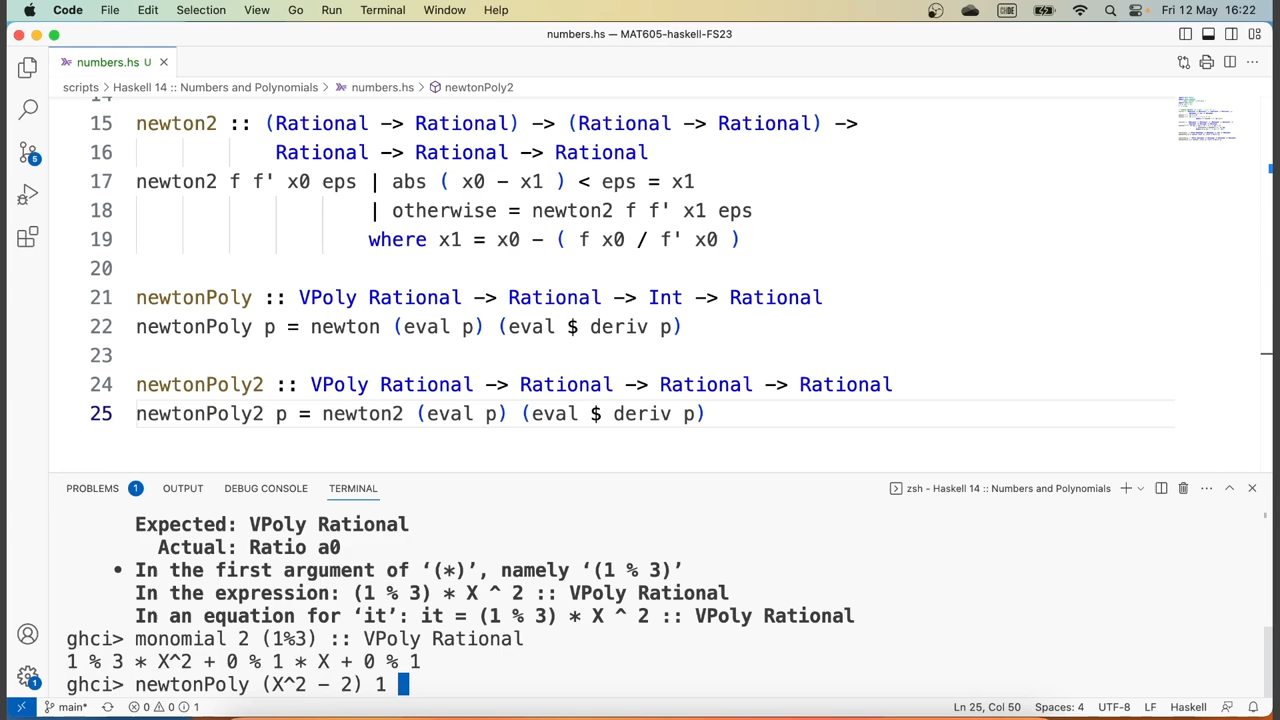 Code File Edit Selection View Go Run Terminal Window Help Fri 12 May 16:22
numbers.hs — MAT605-haskell-FS23
numbers.hs U
scripts > Haskell 14 :: Numbers and Polynomials > numbers.hs > newtonPoly2
14
15 newton2 :: (Rational -> Rational) -> (Rational -> Rational) ->
16 Rational -> Rational -> Rational
17 newton2 f f' x0 eps | abs ( x0 - x1 ) < eps = x1
18 | otherwise = newton2 f f' x1 eps
19 where x1 = x0 - ( f x0 / f' x0 )
20
21 newtonPoly :: VPoly Rational -> Rational -> Int -> Rational
22 newtonPoly p = newton (eval p) (eval $ deriv p)
23
24 newtonPoly2 :: VPoly Rational -> Rational -> Rational -> Rational
25 newtonPoly2 p = newton2 (eval p) (eval $ deriv p)
PROBLEMS 1 OUTPUT DEBUG CONSOLE TERMINAL zsh - Haskell 14 :: Numbers and Polynomials
Expected: VPoly Rational
Actual: Ratio a0
• In the first argument of ‘(*)’, namely ‘(1 % 3)’
In the expression: (1 % 3) * X ^ 2 :: VPoly Rational
In an equation for ‘it’: it = (1 % 3) * X ^ 2 :: VPoly Rational
ghci> monomial 2 (1%3) :: VPoly Rational
1 % 3 * X^2 + 0 % 1 * X + 0 % 1
ghci> newtonPoly (X^2 - 2) 1
main* 0 0 1 Ln 25, Col 50 Spaces: 4 UTF-8 LF Haskell